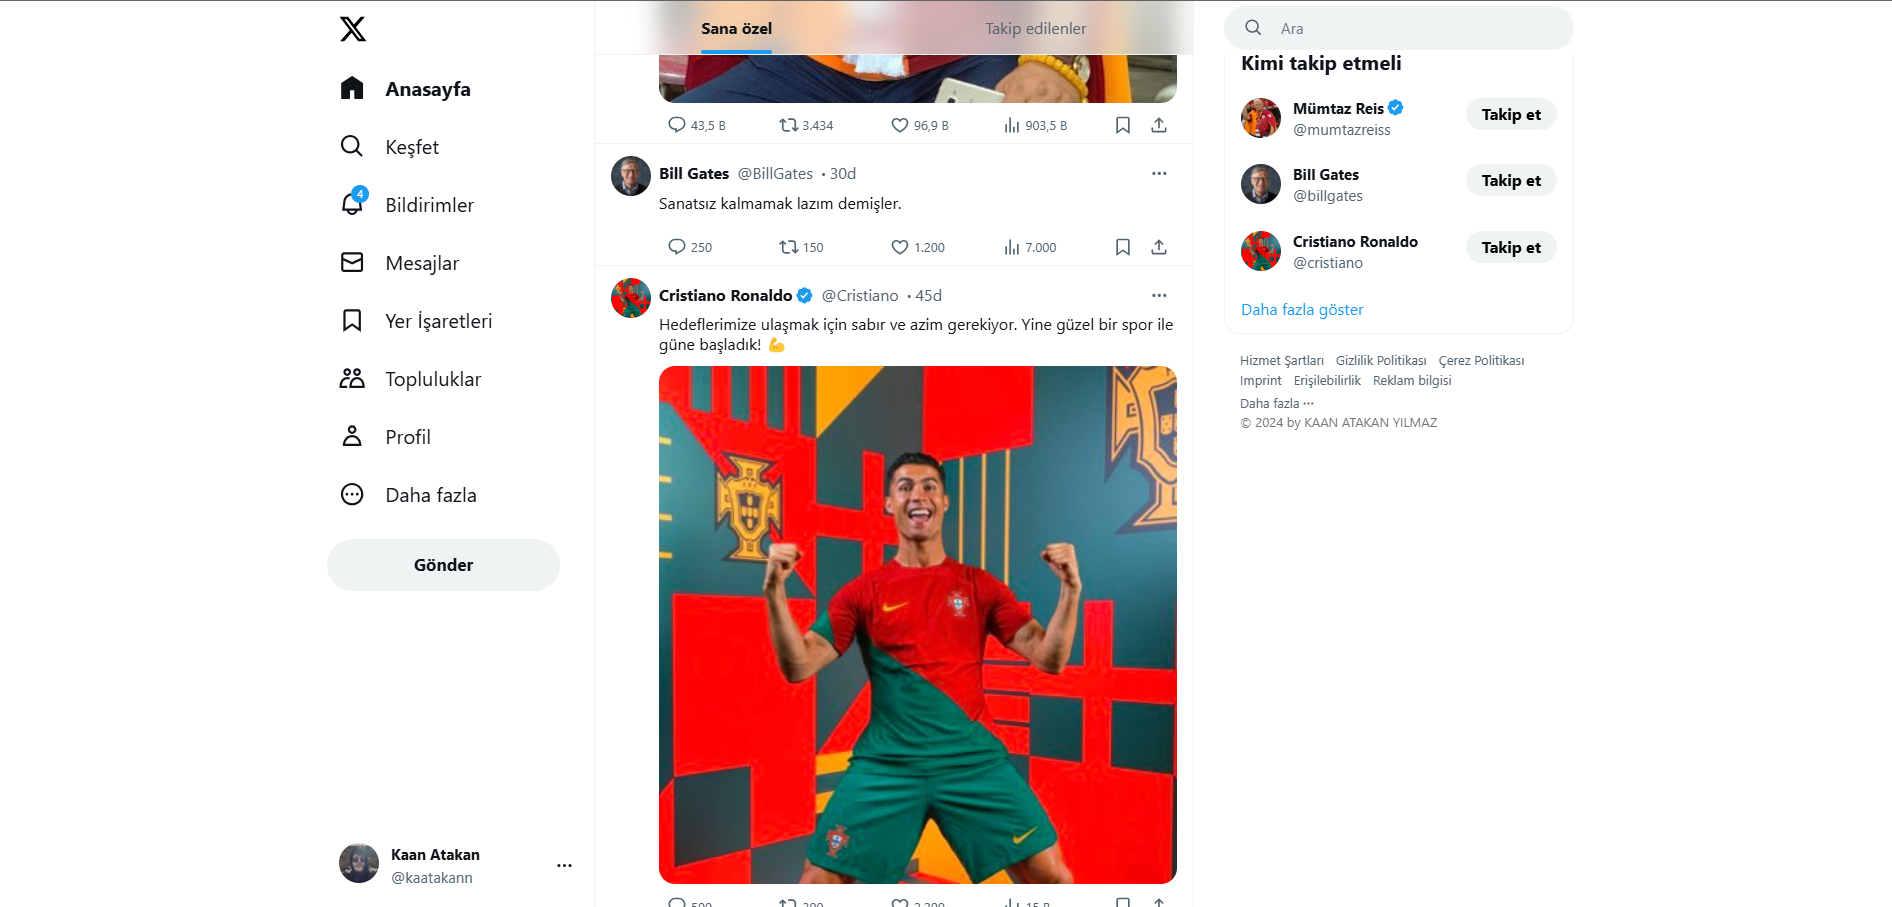 Anasayfa
Keşfet
4
Bildirimler
Mesajlar
Yer İşaretleri
Topluluklar
Profil
Daha fazla
Gönder
Kaan Atakan
@kaatakann
Sana özel
Takip edilenler
43,5 B 3.434 96,9 B 903,5 B
Bill Gates @BillGates • 30d
Sanatsız kalmamak lazım demişler.
250 150 1.200 7.000
Cristiano Ronaldo @Cristiano • 45d
Hedeflerimize ulaşmak için sabır ve azim gerekiyor. Yine güzel bir spor ile
güne başladık! 💪
500 300 2.200 15 B
Ara
Kimi takip etmeli
Mümtaz Reis
@mumtazreiss
Takip et
Bill Gates
@billgates
Takip et
Cristiano Ronaldo
@cristiano
Takip et
Daha fazla göster
Hizmet Şartları Gizlilik Politikası Çerez Politikası
Imprint Erişilebilirlik Reklam bilgisi
Daha fazla ···
© 2024 by KAAN ATAKAN YILMAZ